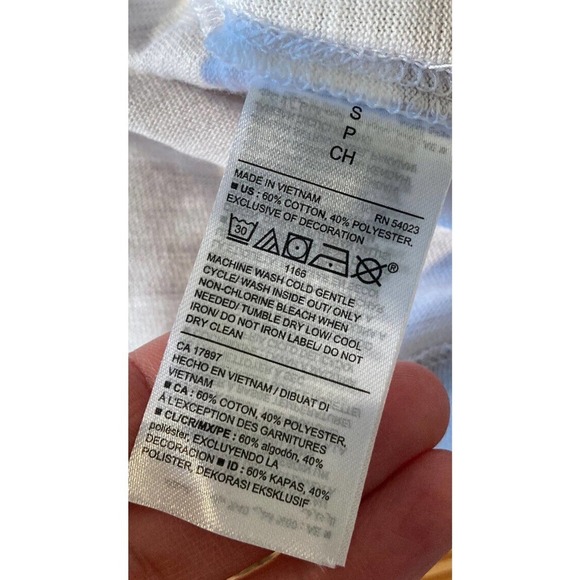 S
P
CH
MADE IN VIETNAM RN 54023
■ US : 60% COTTON, 40% POLYESTER,
EXCLUSIVE OF DECORATION
30
®
1166
MACHINE WASH COLD GENTLE
CYCLE/ WASH INSIDE OUT/ ONLY
NON-CHLORINE BLEACH WHEN
NEEDED/ TUMBLE DRY LOW/ COOL
IRON/ DO NOT IRON LABEL/ DO NOT
DRY CLEAN
CA 17897
HECHO EN VIETNAM / DIBUAT DI
VIETNAM
■ CA : 60% COTON, 40% POLYESTER,
À L'EXCEPTION DES GARNITURES
■ CL/CR/MX/PE : 60% algodón, 40%
poliéster, EXCLUYENDO LA
DECORACION ■ ID : 60% KAPAS, 40%
POLISTER, DEKORASI EKSKLUSIF